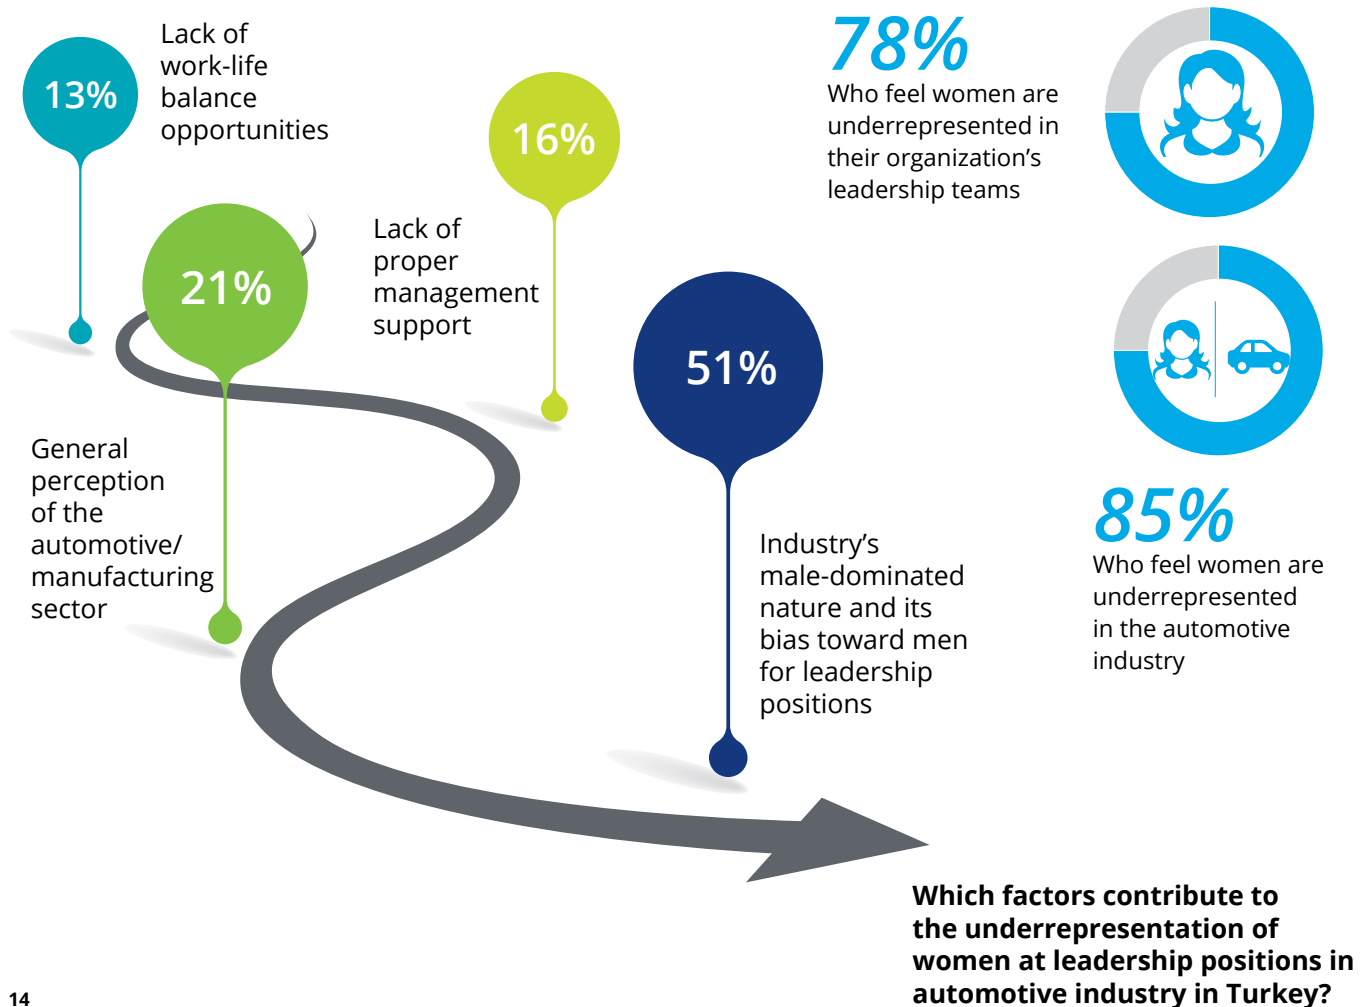 13%
Lack of
work-life
balance
opportunities
21%
General
perception
of the
automotive/
manufacturing
sector
16%
Lack of
proper
management
support
51%
Industry’s
male-dominated
nature and its
bias toward men
for leadership
positions
78%
Who feel women are
underrepresented in
their organization’s
leadership teams
85%
Who feel women are
underrepresented
in the automotive
industry
Which factors contribute to
the underrepresentation of
women at leadership positions in
automotive industry in Turkey?
14